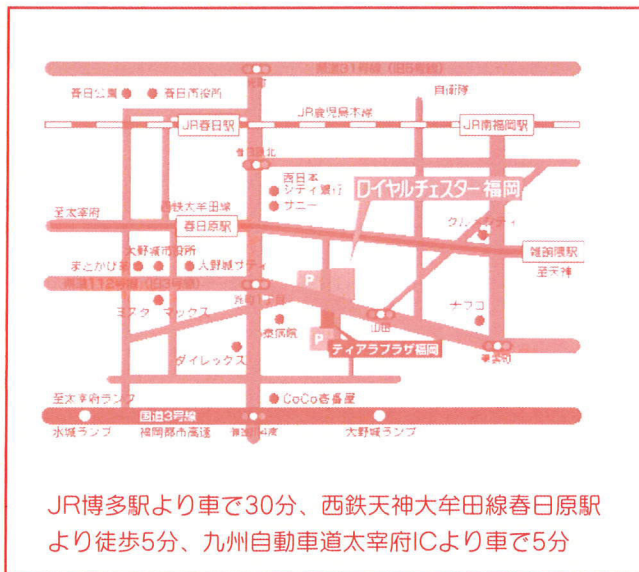 県道31号線(旧5号線)
春日公園
春日市役所
自衛隊
JR鹿児島本線
JR春日駅
JR南福岡駅
西日本
シティ銀行
サニー
ロイヤルチェスター福岡
至太宰府
西鉄大牟田線
春日原駅
雑餉隈駅
至天神
大野城市役所
まどかぴあ
大野城サティ
県道112号線(旧3号線)
P
ミスターマックス
ナフコ
山田
P
ティアラプラザ福岡
ダイレックス
至太宰府ランプ
CoCo壱番屋
国道3号線
水城ランプ
福岡都市高速
大野城ランプ
JR博多駅より車で30分、西鉄天神大牟田線春日原駅
より徒歩5分、九州自動車道太宰府ICより車で5分